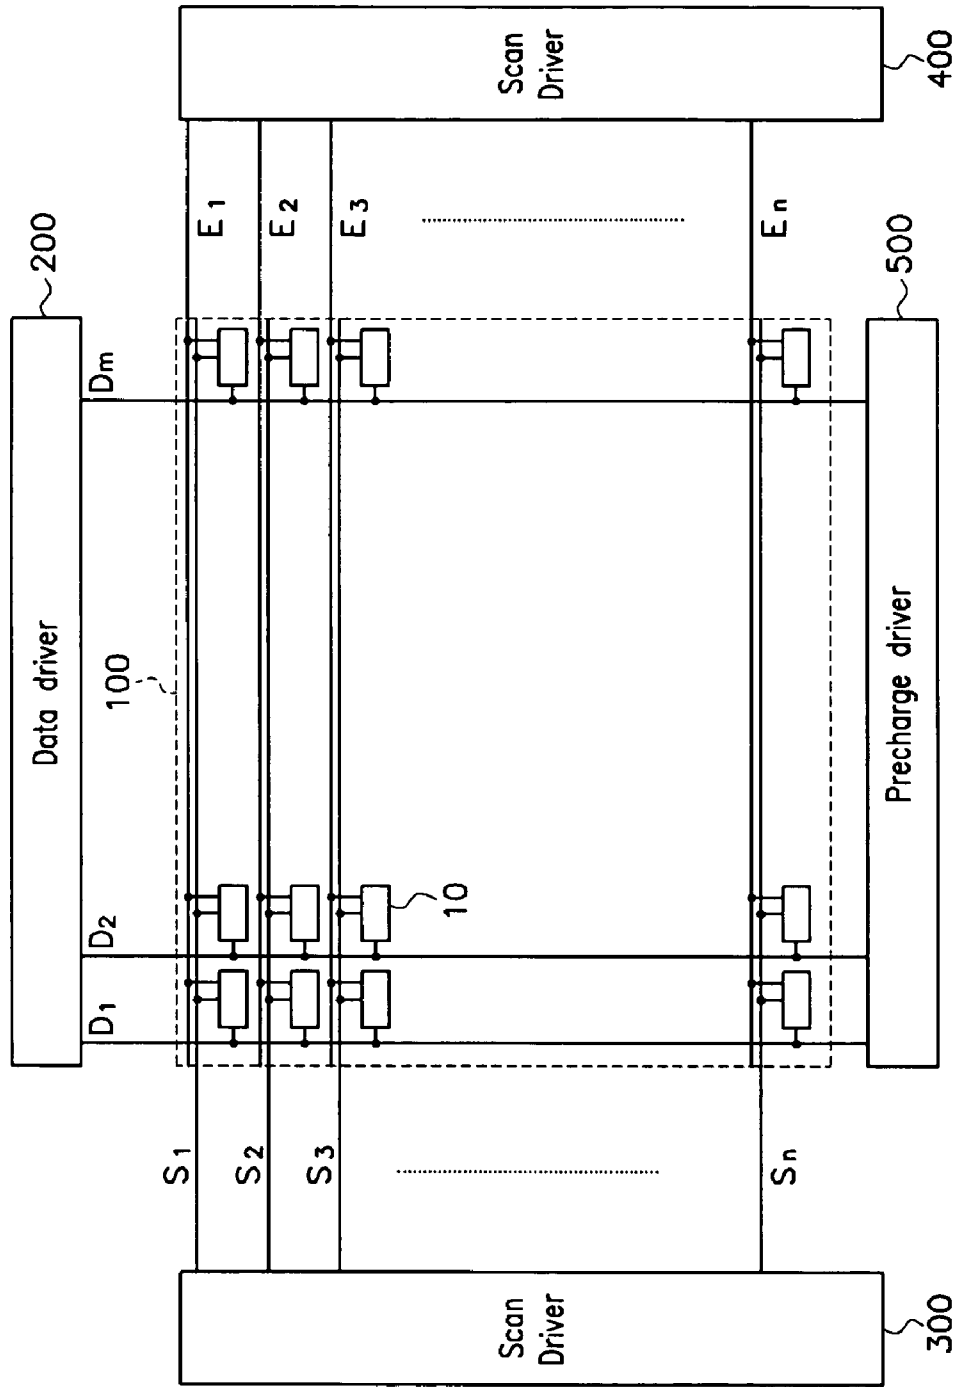 200
Data driver
D1
D2
Dm
100
S1
S2
S3
Sn
E1
E2
E3
En
10
Scan
Driver
300
Scan
Driver
400
Precharge driver
500